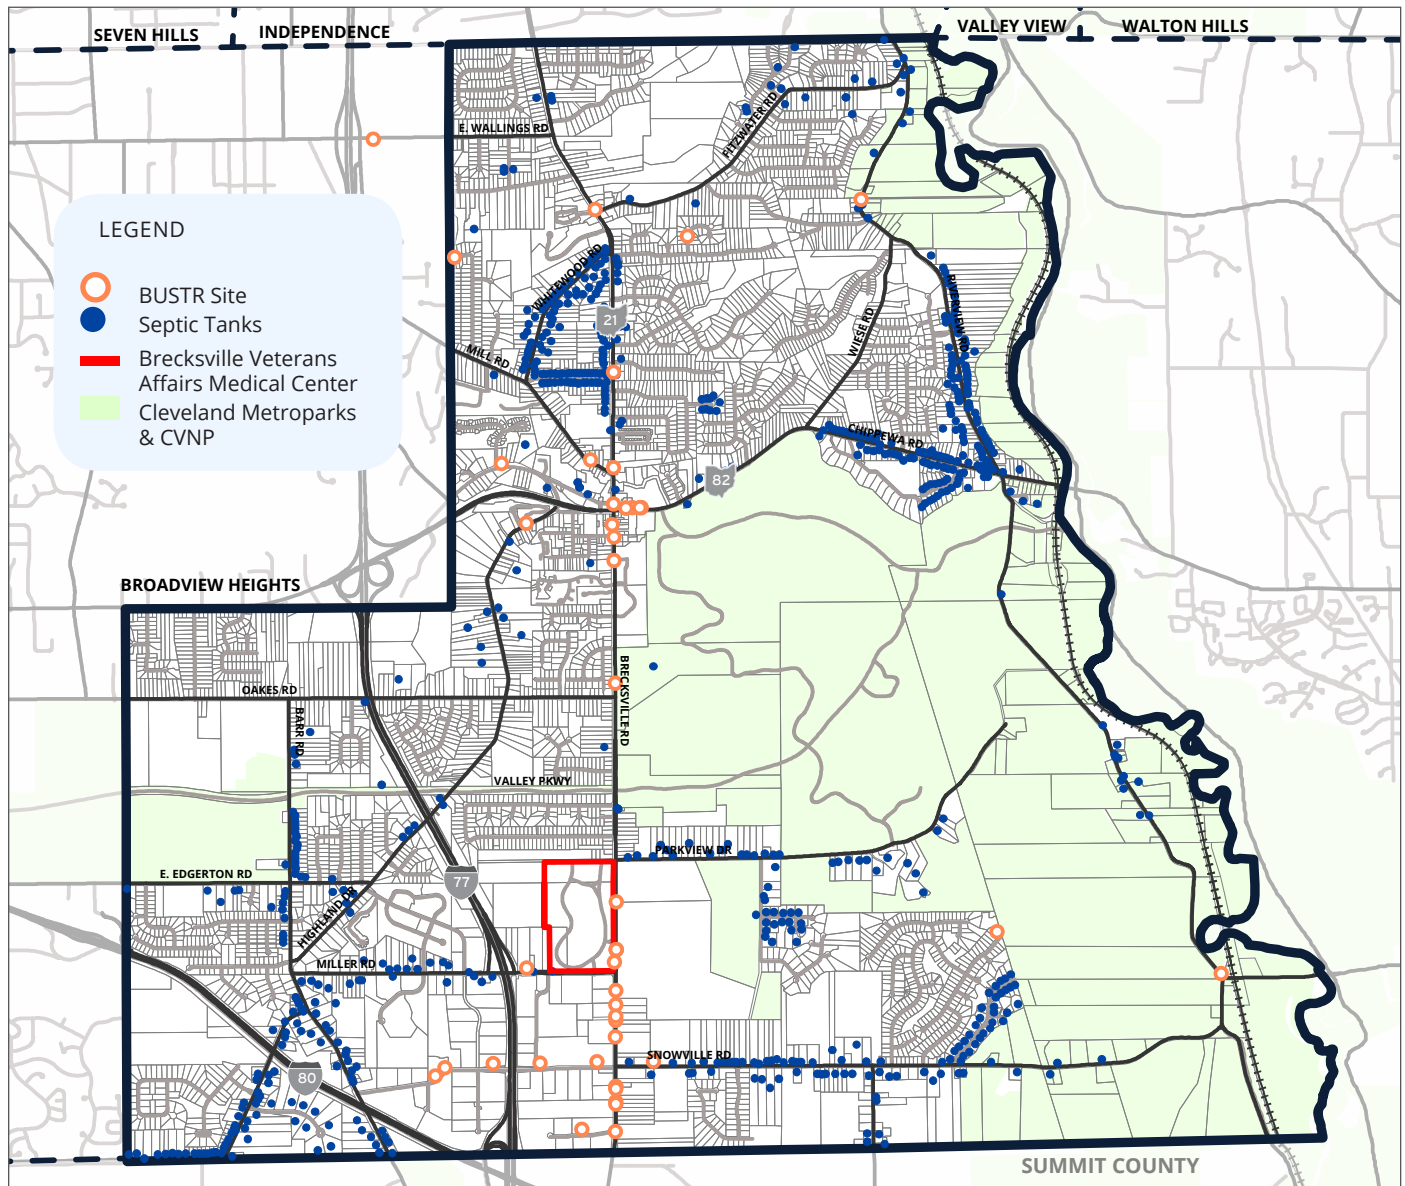 SEVEN HILLS
INDEPENDENCE
VALLEY VIEW
WALTON HILLS
E. WALLINGS RD
FITZWATER RD
LEGEND
BUSTR Site
Septic Tanks
Brecksville Veterans
Affairs Medical Center
Cleveland Metroparks
& CVNP
WHITEWOOD RD
21
MILL RD
WIESE RD
RIVERVIEW RD
CHIPPEWA RD
82
BROADVIEW HEIGHTS
OAKES RD
BARR RD
BRECKSVILLE RD
VALLEY PKWY
PARKVIEW DR
E. EDGERTON RD
77
HIGHLAND DR
MILLER RD
SNOWVILLE RD
80
SUMMIT COUNTY